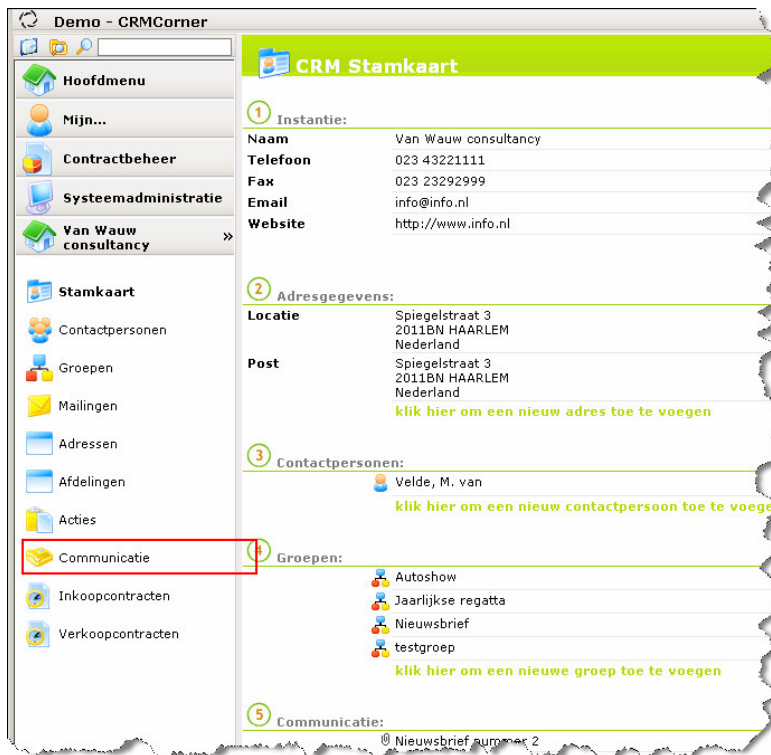 Demo - CRMCorner
Hoofdmenu
Mijn...
Contractbeheer
Systeemadministratie
Van Wauw
consultancy »
Stamkaart
Contactpersonen
Groepen
Mailingen
Adressen
Afdelingen
Acties
Communicatie
Inkoopcontracten
Verkoopcontracten
CRM Stamkaart
1 Instantie:
Naam Van Wauw consultancy
Telefoon 023 43221111
Fax 023 23292999
Email info@info.nl
Website http://www.info.nl
2 Adresgegevens:
Locatie Spiegelstraat 3
2011BN HAARLEM
Nederland
Post Spiegelstraat 3
2011BN HAARLEM
Nederland
klik hier om een nieuw adres toe te voegen
3 Contactpersonen:
Velde, M. van
klik hier om een nieuw contactpersoon toe te voege
4 Groepen:
Autoshow
Jaarlijkse regatta
Nieuwsbrief
testgroep
klik hier om een nieuwe groep toe te voegen
5 Communicatie:
Nieuwsbrief nummer 2